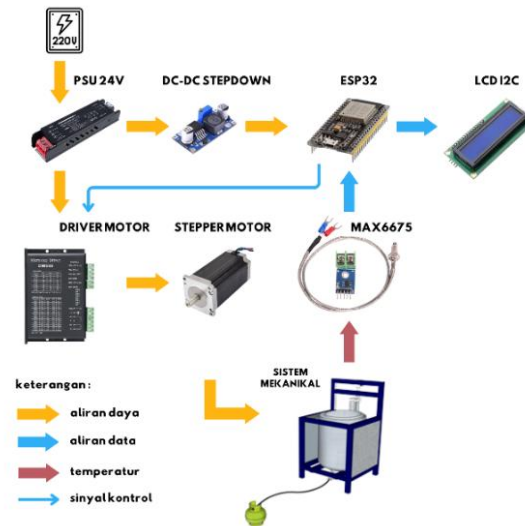 220V
PSU 24V
DC-DC STEPDOWN
ESP32
LCD I2C
DRIVER MOTOR
STEPPER MOTOR
MAX6675
SISTEM
MEKANIKAL
keterangan :
aliran daya
aliran data
temperatur
sinyal kontrol